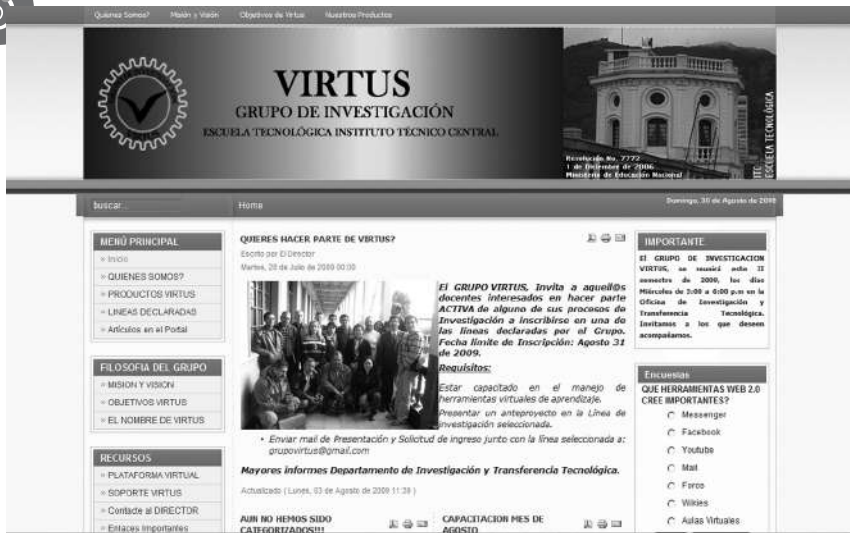 Quienes Somos? Misión y Visión Objetivos de Virtus Nuestros Productos
VIRTUS
GRUPO DE INVESTIGACIÓN
ESCUELA TECNOLÓGICA INSTITUTO TÉCNICO CENTRAL
VIRTUS
Resolución No. 7772
1 de Diciembre de 2006
Ministerio de Educación Nacional
ESCUELA TECNOLÓGICA
buscar...
Home
Domingo, 30 de Agosto de 2009
MENÚ PRINCIPAL
» Inicio
» QUIENES SOMOS?
» PRODUCTOS VIRTUS
» LINEAS DECLARADAS
» Artículos en el Portal
FILOSOFIA DEL GRUPO
» MISION Y VISION
» OBJETIVOS VIRTUS
» EL NOMBRE DE VIRTUS
RECURSOS
» PLATAFORMA VIRTUAL
» SOPORTE VIRTUS
» Contacte al DIRECTOR
» Enlaces Importantes
QUIERES HACER PARTE DE VIRTUS?
Escrito por El Director
Martes, 28 de Julio de 2009 00:00
El GRUPO VIRTUS, Invita a aquell@s
docentes interesados en hacer parte
ACTIVA de alguno de sus procesos de
Investigación a inscribirse en una de
las líneas declaradas por el Grupo.
Fecha límite de Inscripción: Agosto 31
de 2009.
Requisitos:
Estar capacitado en el manejo de
herramientas virtuales de aprendizaje.
Presentar un anteproyecto en la Línea de
investigación seleccionada.
• Enviar mail de Presentación y Solicitud de ingreso junto con la línea seleccionada a:
grupovirtus@gmail.com
Mayores informes Departamento de Investigación y Transferencia Tecnológica.
Actualizado ( Lunes, 03 de Agosto de 2009 11:39 )
AUN NO HEMOS SIDO
CATEGORIZADOS!!!
CAPACITACION MES DE
AGOSTO
IMPORTANTE
El GRUPO DE INVESTIGACION
VIRTUS, se reunirá este II
semestre de 2009, los días
Miércoles de 3:00 a 6:00 p.m en la
Oficina de Investigación y
Transferencia Tecnológica.
Invitamos a los que deseen
acompañarnos.
Encuestas
QUE HERRAMIENTAS WEB 2.0
CREE IMPORTANTES?
Messenger
Facebook
Youtube
Mail
Foros
Wikies
Aulas Virtuales